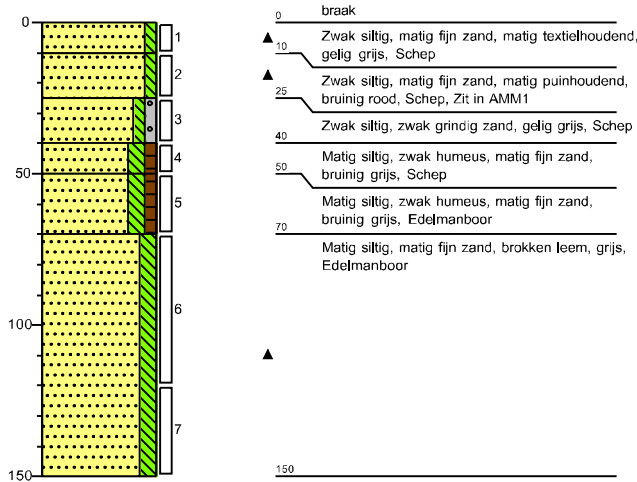 0
50
100
150
1
2
3
4
5
6
7
0
braak
Zwak siltig, matig fijn zand, matig textielhoudend,
gelig grijs, Schep
10
Zwak siltig, matig fijn zand, matig puinhoudend,
bruinig rood, Schep, Zit in AMM1
25
Zwak siltig, zwak grindig zand, gelig grijs, Schep
40
Matig siltig, zwak humeus, matig fijn zand,
bruinig grijs, Schep
50
Matig siltig, zwak humeus, matig fijn zand,
bruinig grijs, Edelmanboor
70
Matig siltig, matig fijn zand, brokken leem, grijs,
Edelmanboor
150